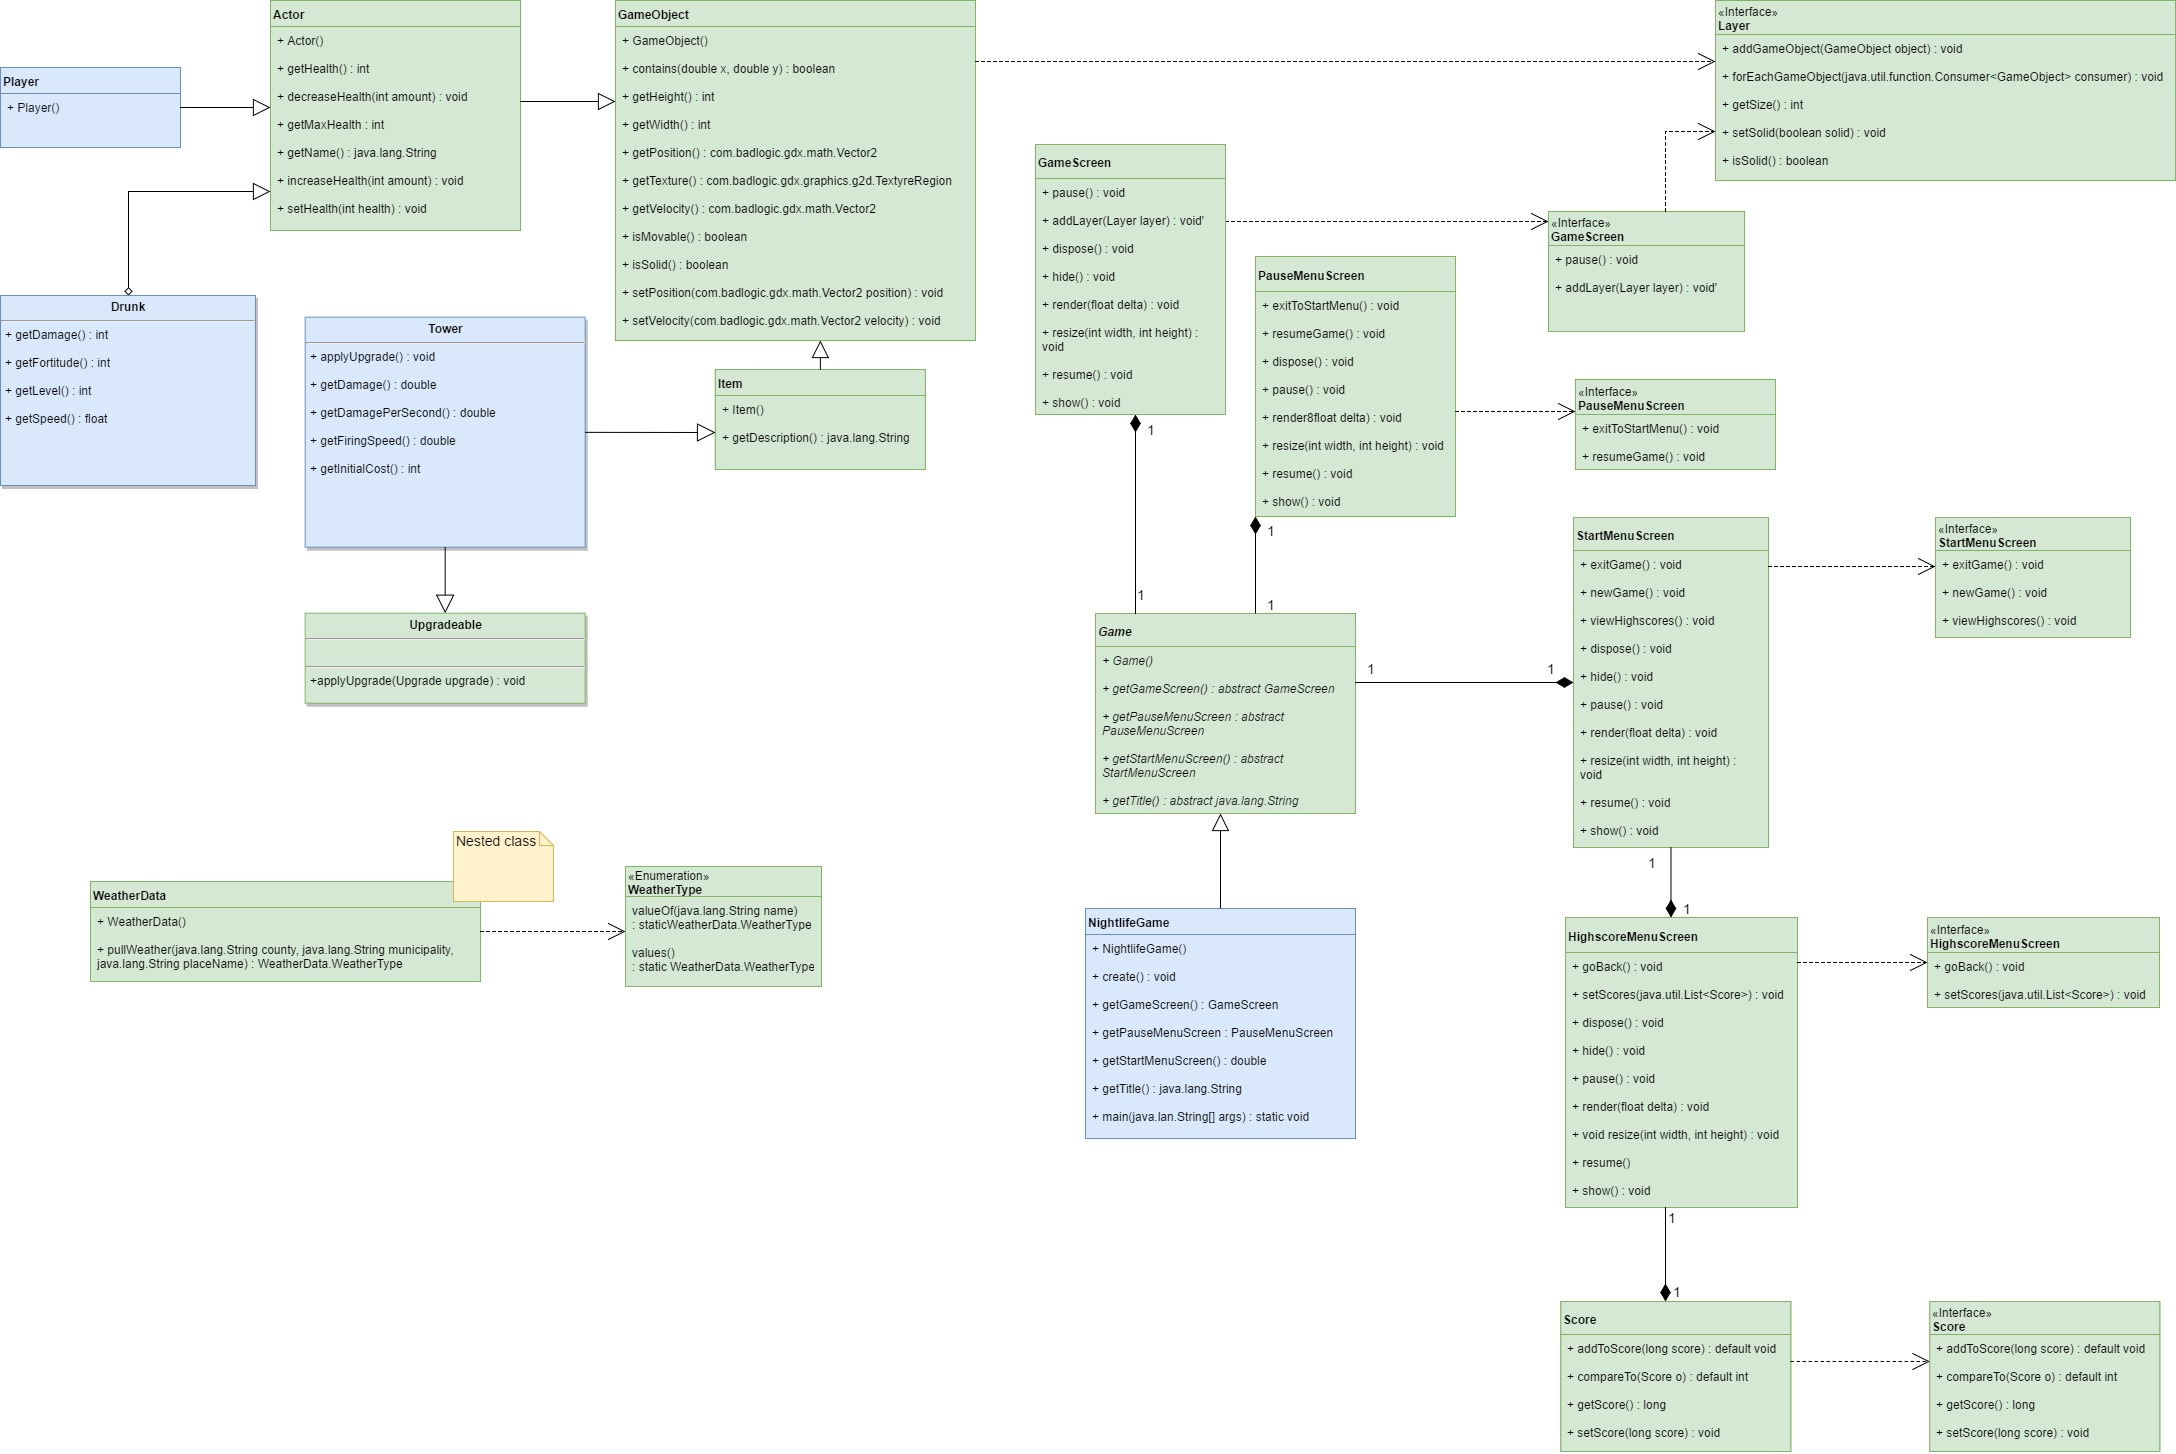 Actor
+ Actor()
+ getHealth() : int
+ decreaseHealth(int amount) : void
+ getMaxHealth : int
+ getName() : java.lang.String
+ increaseHealth(int amount) : void
+ setHealth(int health) : void
GameObject
+ GameObject()
+ contains(double x, double y) : boolean
+ getHeight() : int
+ getWidth() : int
+ getPosition() : com.badlogic.gdx.math.Vector2
+ getTexture() : com.badlogic.gdx.graphics.g2d.TextyreRegion
+ getVelocity() : com.badlogic.gdx.math.Vector2
+ isMovable() : boolean
+ isSolid() : boolean
+ setPosition(com.badlogic.gdx.math.Vector2 position) : void
+ setVelocity(com.badlogic.gdx.math.Vector2 velocity) : void
«Interface»
Layer
+ addGameObject(GameObject object) : void
+ forEachGameObject(java.util.function.Consumer<GameObject> consumer) : void
+ getSize() : int
+ setSolid(boolean solid) : void
+ isSolid() : boolean
Player
+ Player()
GameScreen
+ pause() : void
+ addLayer(Layer layer) : void'
+ dispose() : void
+ hide() : void
+ render(float delta) : void
+ resize(int width, int height) :
void
+ resume() : void
+ show() : void
1
1
«Interface»
GameScreen
+ pause() : void
+ addLayer(Layer layer) : void'
PauseMenuScreen
+ exitToStartMenu() : void
+ resumeGame() : void
+ dispose() : void
+ pause() : void
+ render8float delta) : void
+ resize(int width, int height) : void
+ resume() : void
+ show() : void
1
1
«Interface»
PauseMenuScreen
+ exitToStartMenu() : void
+ resumeGame() : void
Drunk
+ getDamage() : int
+ getFortitude() : int
+ getLevel() : int
+ getSpeed() : float
Tower
+ applyUpgrade() : void
+ getDamage() : double
+ getDamagePerSecond() : double
+ getFiringSpeed() : double
+ getInitialCost() : int
Item
+ Item()
+ getDescription() : java.lang.String
Upgradeable
+applyUpgrade(Upgrade upgrade) : void
StartMenuScreen
+ exitGame() : void
+ newGame() : void
+ viewHighscores() : void
+ dispose() : void
+ hide() : void
+ pause() : void
+ render(float delta) : void
+ resize(int width, int height) :
void
+ resume() : void
+ show() : void
«Interface»
StartMenuScreen
+ exitGame() : void
+ newGame() : void
+ viewHighscores() : void
Game
+ Game()
+ getGameScreen() : abstract GameScreen
+ getPauseMenuScreen : abstract
PauseMenuScreen
+ getStartMenuScreen() : abstract
StartMenuScreen
+ getTitle() : abstract java.lang.String
1
1
Nested class
WeatherData
+ WeatherData()
+ pullWeather(java.lang.String county, java.lang.String municipality,
java.lang.String placeName) : WeatherData.WeatherType
«Enumeration»
WeatherType
valueOf(java.lang.String name)
: staticWeatherData.WeatherType
values()
: static WeatherData.WeatherType
NightlifeGame
+ NightlifeGame()
+ create() : void
+ getGameScreen() : GameScreen
+ getPauseMenuScreen : PauseMenuScreen
+ getStartMenuScreen() : double
+ getTitle() : java.lang.String
+ main(java.lan.String[] args) : static void
1
1
HighscoreMenuScreen
+ goBack() : void
+ setScores(java.util.List<Score>) : void
+ dispose() : void
+ hide() : void
+ pause() : void
+ render(float delta) : void
+ void resize(int width, int height) : void
+ resume()
+ show() : void
«Interface»
HighscoreMenuScreen
+ goBack() : void
+ setScores(java.util.List<Score>) : void
1
1
Score
+ addToScore(long score) : default void
+ compareTo(Score o) : default int
+ getScore() : long
+ setScore(long score) : void
«Interface»
Score
+ addToScore(long score) : default void
+ compareTo(Score o) : default int
+ getScore() : long
+ setScore(long score) : void